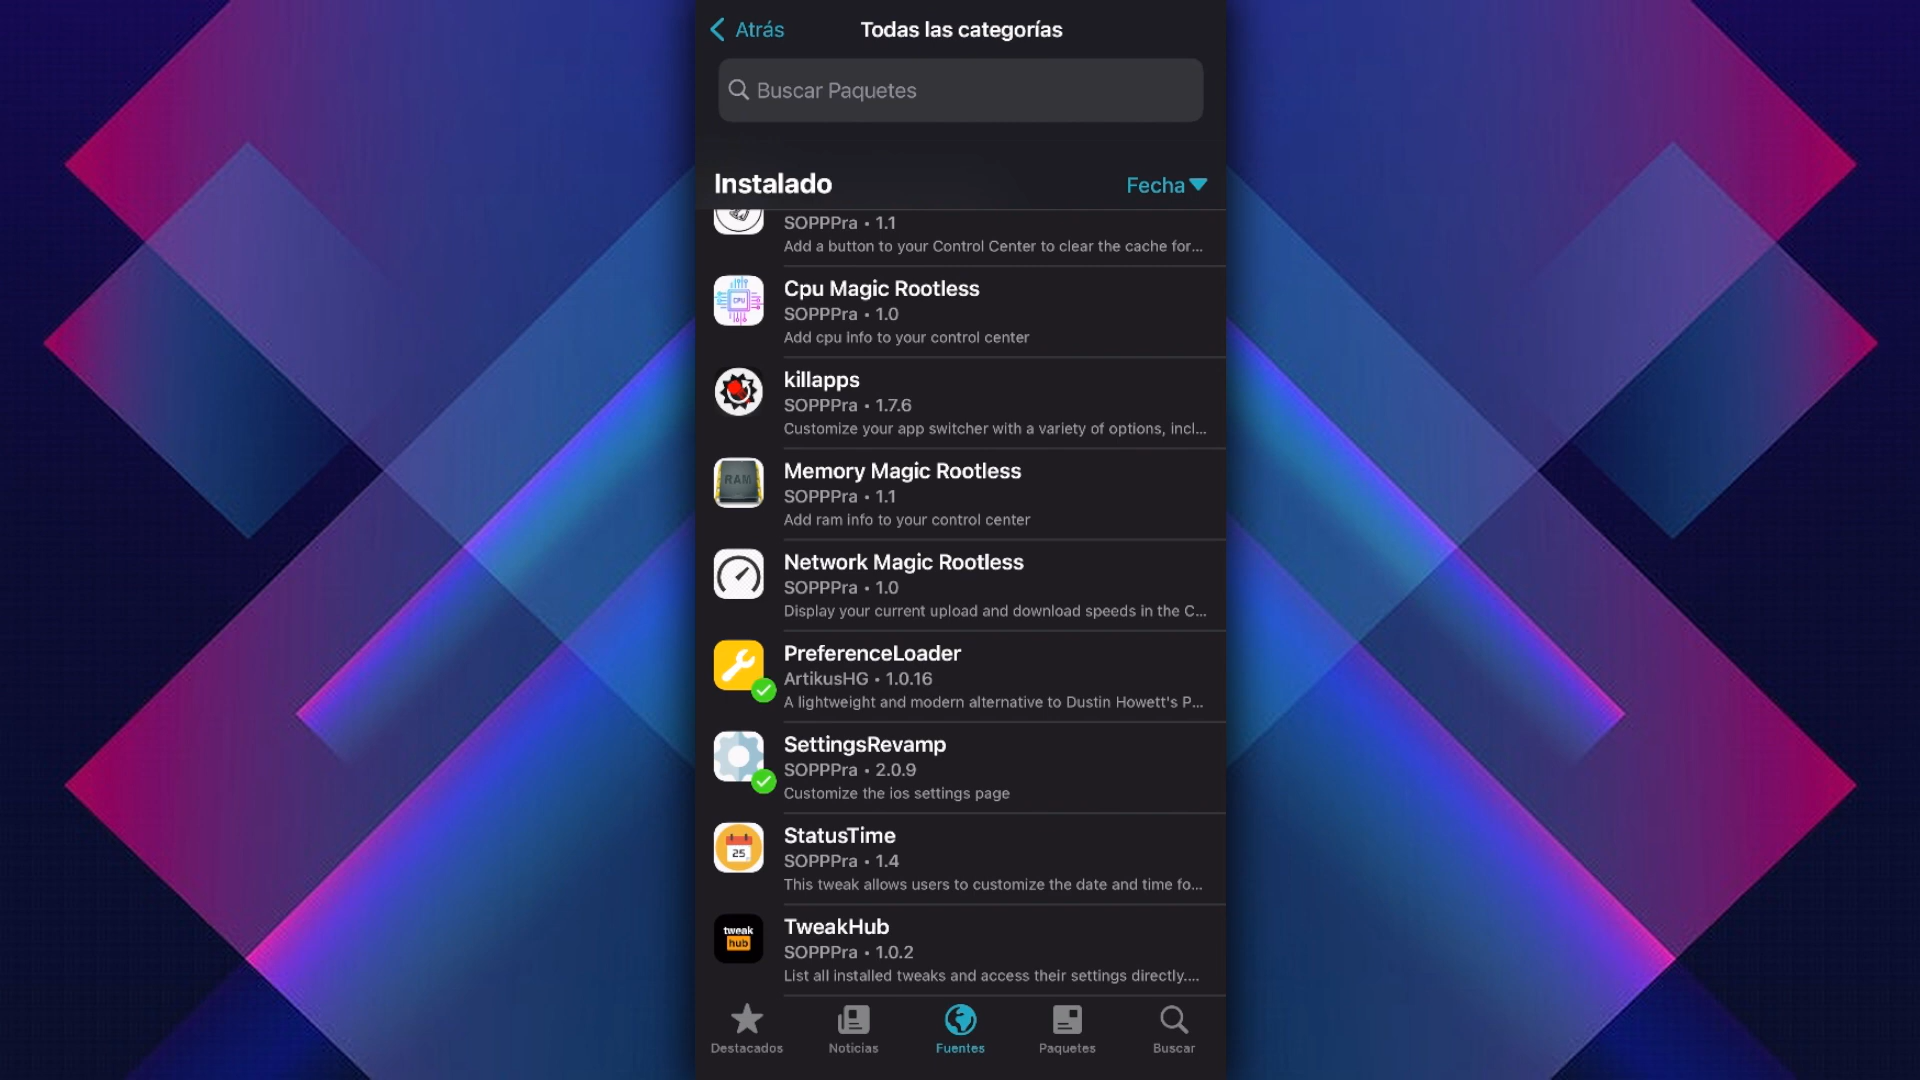 Atrás
Todas las categorías
Buscar Paquetes
Instalado
Fecha
SOPPPra • 1.1
Add a button to your Control Center to clear the cache for...
CPU
Cpu Magic Rootless
SOPPPra • 1.0
Add cpu info to your control center
killapps
SOPPPra • 1.7.6
Customize your app switcher with a variety of options, incl...
RAM
Memory Magic Rootless
SOPPPra • 1.1
Add ram info to your control center
Network Magic Rootless
SOPPPra • 1.0
Display your current upload and download speeds in the C...
PreferenceLoader
ArtikusHG • 1.0.16
A lightweight and modern alternative to Dustin Howett's P...
SettingsRevamp
SOPPPra • 2.0.9
Customize the ios settings page
25
StatusTime
SOPPPra • 1.4
This tweak allows users to customize the date and time fo...
tweak
hub
TweakHub
SOPPPra • 1.0.2
List all installed tweaks and access their settings directly....
Destacados
Noticias
Fuentes
Paquetes
Buscar